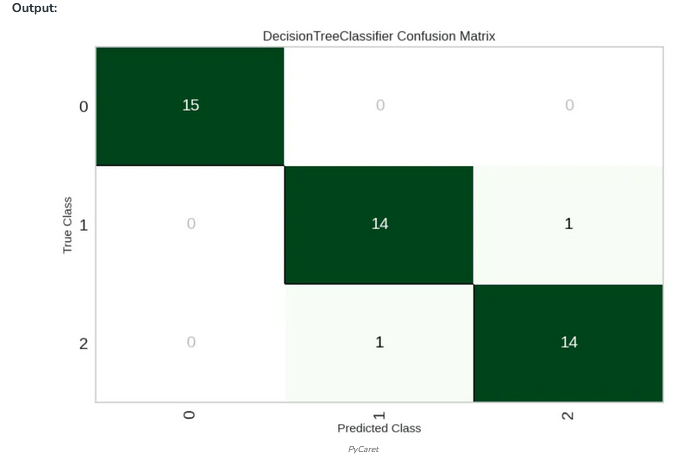 Output:
DecisionTreeClassifier Confusion Matrix
0 15 0 0
True Class
1 0 14 1
2 0 1 14
0 1 2
Predicted Class
PyCaret